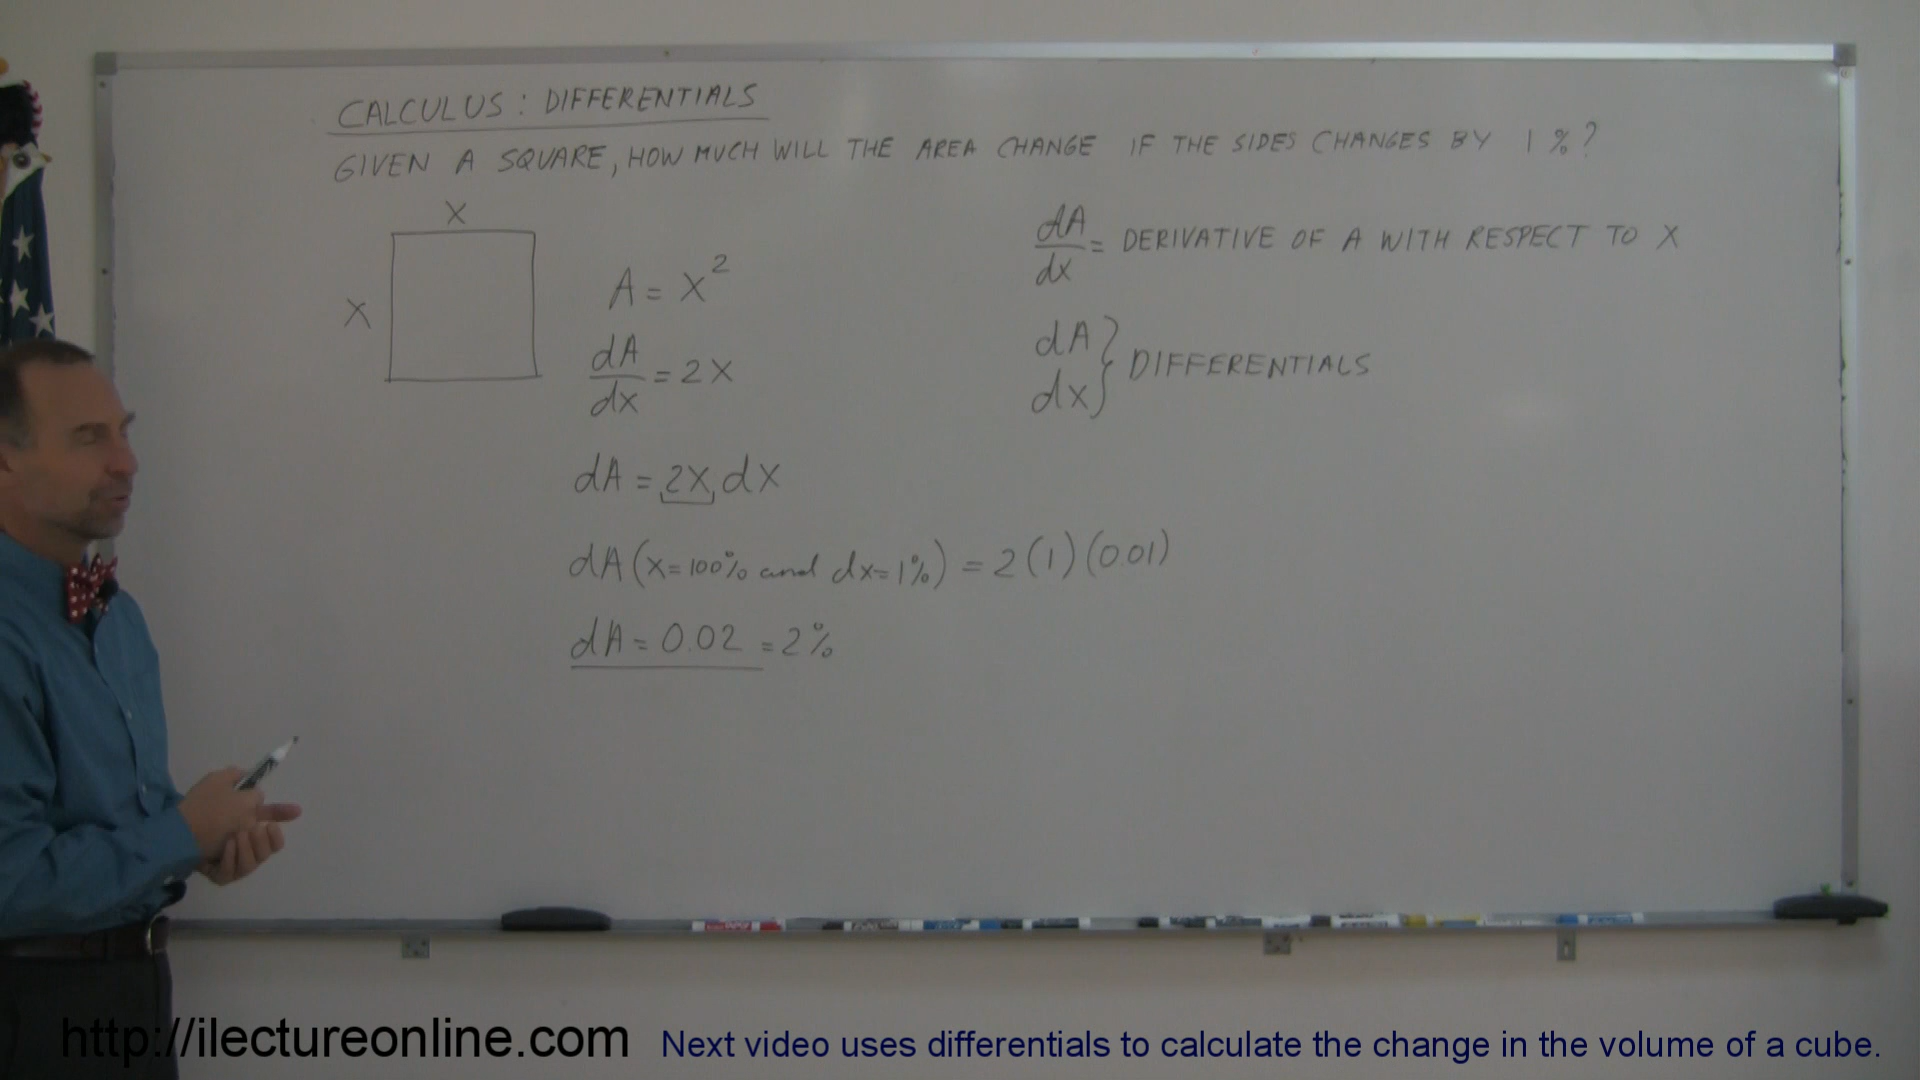 CALCULUS: DIFFERENTIALS
GIVEN A SQUARE, HOW MUCH WILL THE AREA CHANGE IF THE SIDES CHANGES BY 1%?
X
X
A = X²
dA/dx = 2X
dA = 2X dX
dA (X=100% and dx=1%) = 2(1)(0.01)
dA = 0.02 = 2%
dA/dx = DERIVATIVE OF A WITH RESPECT TO X
dA
dx } DIFFERENTIALS
http://ilectureonline.com
Next video uses differentials to calculate the change in the volume of a cube.